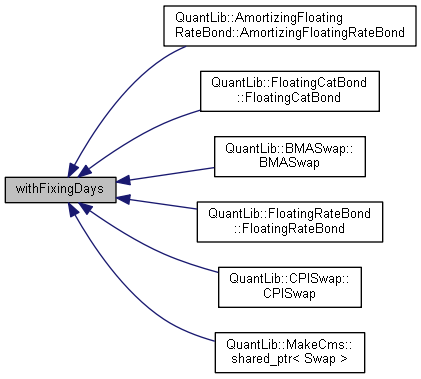 QuantLib::AmortizingFloating
RateBond::AmortizingFloatingRateBond
QuantLib::FloatingCatBond
::FloatingCatBond
QuantLib::BMASwap::
BMASwap
withFixingDays
QuantLib::FloatingRateBond
::FloatingRateBond
QuantLib::CPISwap::
CPISwap
QuantLib::MakeCms::
shared_ptr< Swap >